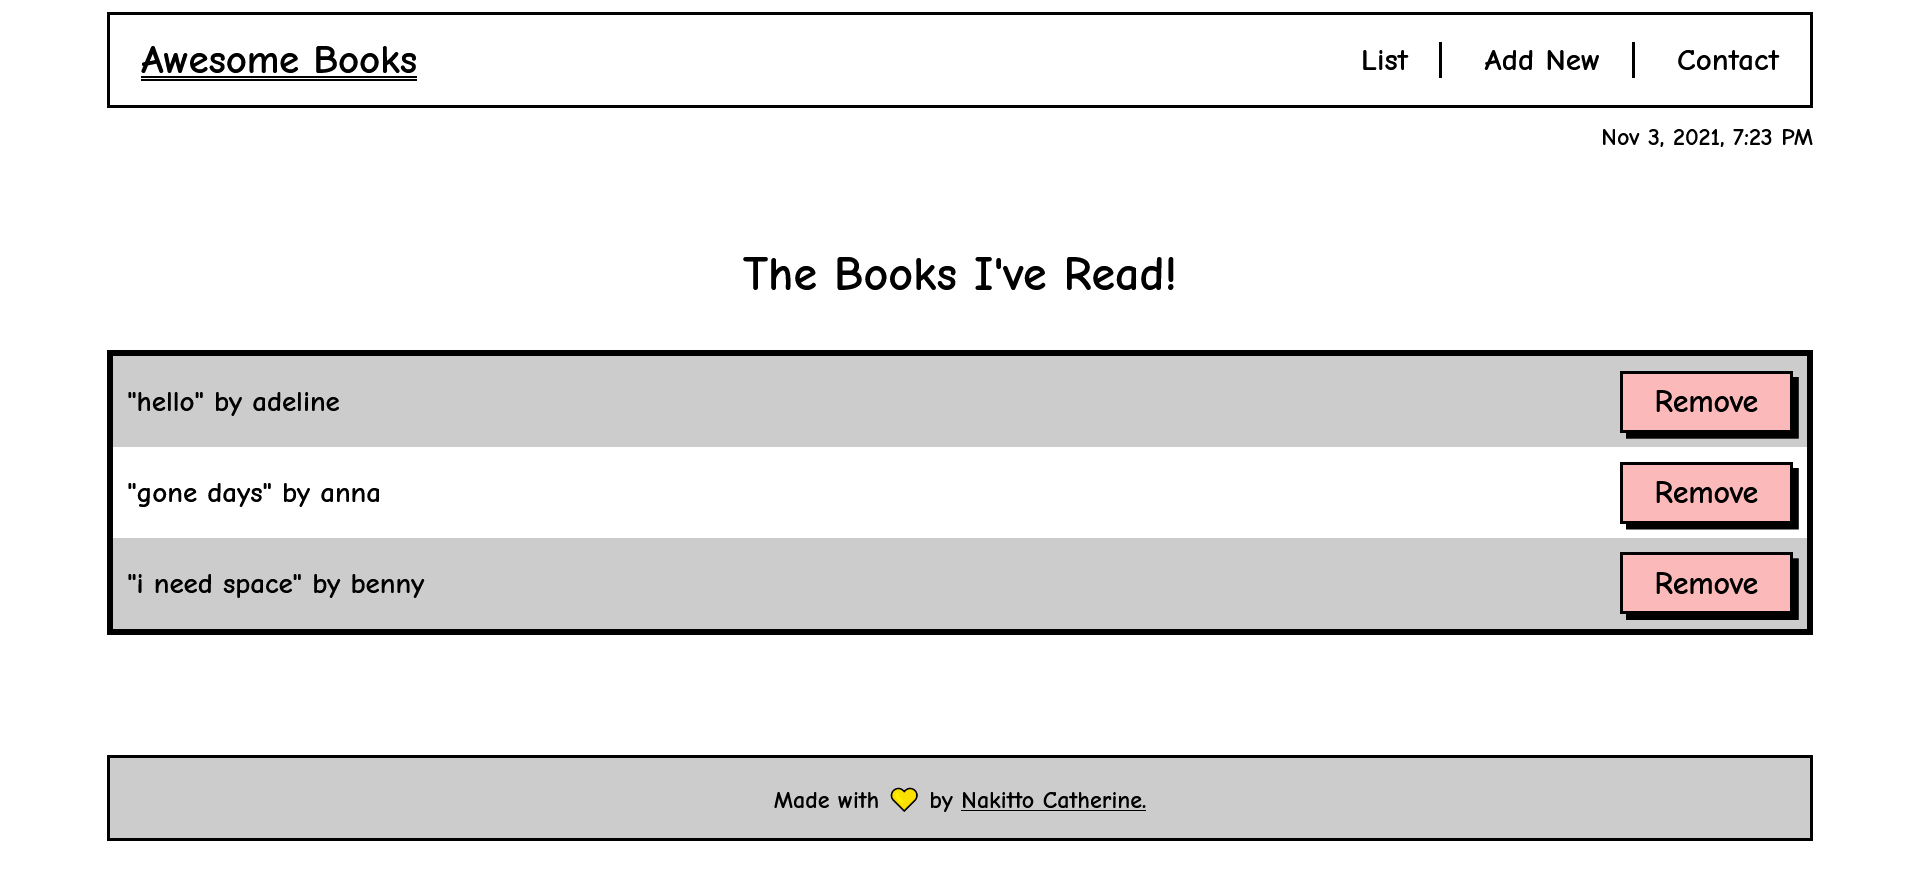 Awesome Books
List
Add New
Contact
Nov 3, 2021, 7:23 PM
The Books I've Read!
"hello" by adeline
Remove
"gone days" by anna
Remove
"i need space" by benny
Remove
Made with 💛 by Nakitto Catherine.